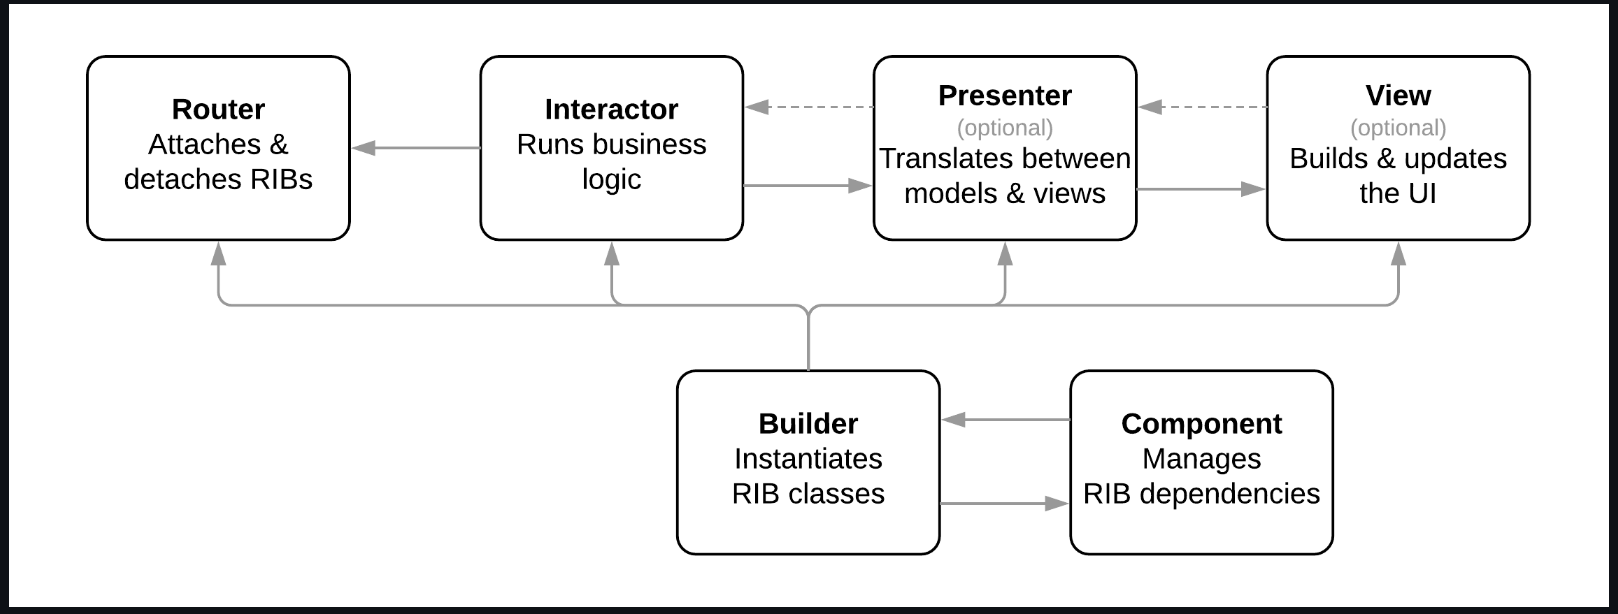 Router
Attaches &
detaches RIBs
Interactor
Runs business
logic
Presenter
(optional)
Translates between
models & views
View
(optional)
Builds & updates
the UI
Builder
Instantiates
RIB classes
Component
Manages
RIB dependencies